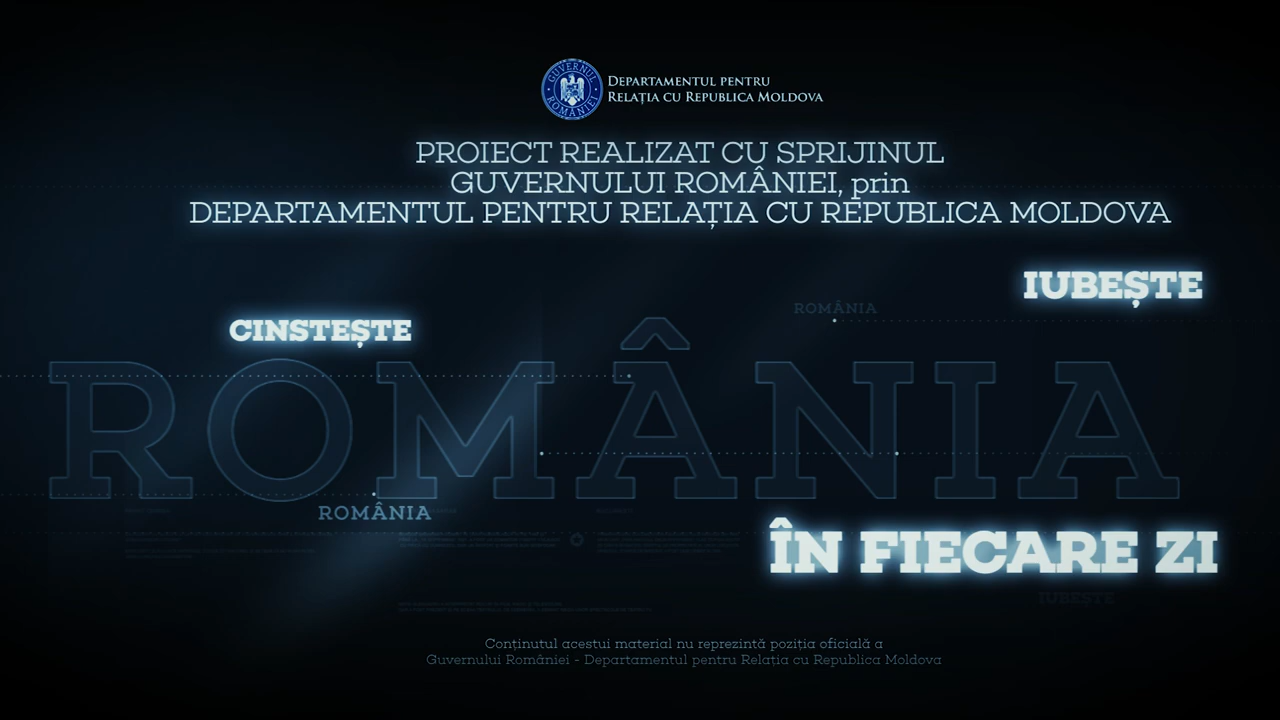 GUVERNUL ROMÂNIEI
DEPARTAMENTUL PENTRU
RELAȚIA CU REPUBLICA MOLDOVA
PROIECT REALIZAT CU SPRIJINUL
GUVERNULUI ROMÂNIEI, prin
DEPARTAMENTUL PENTRU RELAȚIA CU REPUBLICA MOLDOVA
IUBEȘTE
ROMÂNIA
CINSTEȘTE
ROMÂNIA
ROMÂNIA
ÎN FIECARE ZI
IUBEȘTE
Conținutul acestui material nu reprezintă poziția oficială a
Guvernului României - Departamentul pentru Relația cu Republica Moldova